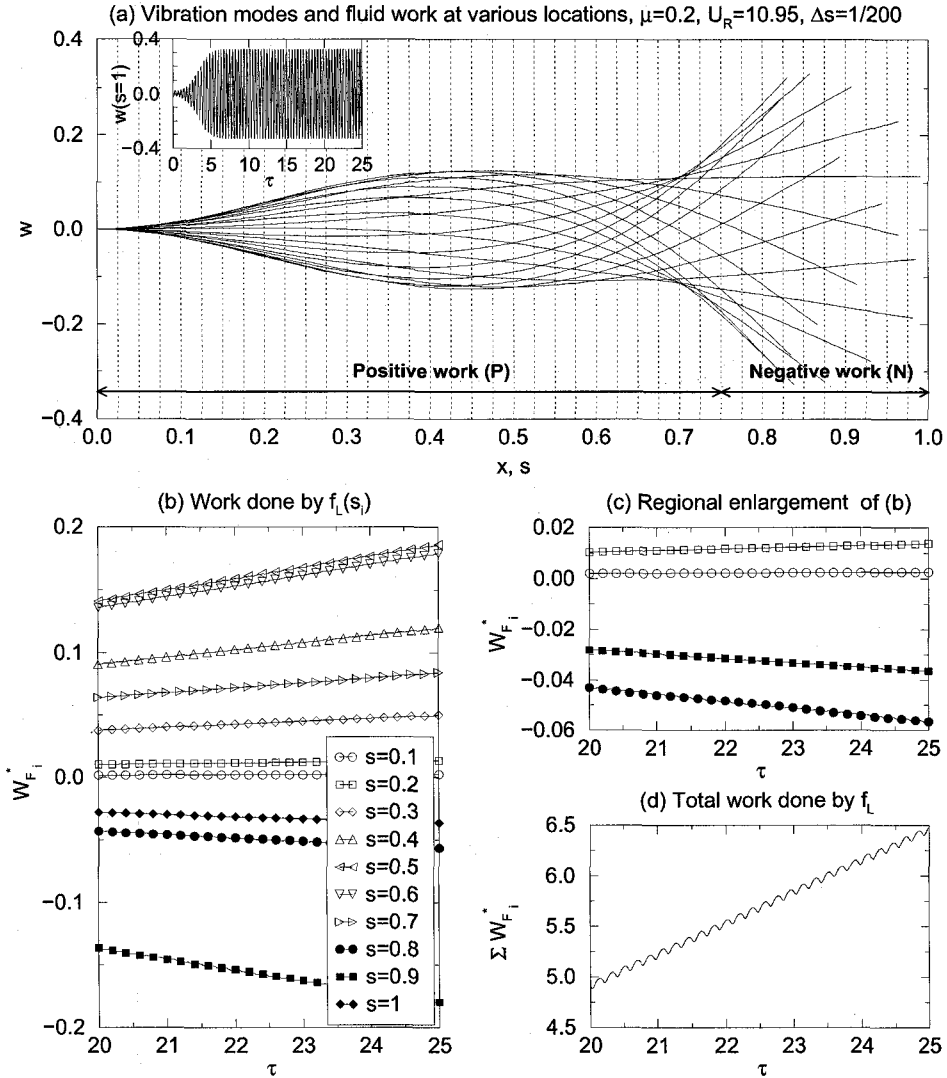 (a) Vibration modes and fluid work at various locations, μ=0.2, U_R=10.95, Δs=1/200
0.4
0.2
0.0
−0.2
−0.4
w
0.4
0.0
−0.4
w(s=1)
0 5 10 15 20 25
τ
Positive work (P)
Negative work (N)
0.0 0.1 0.2 0.3 0.4 0.5 0.6 0.7 0.8 0.9 1.0
x, s
(b) Work done by f_L(s_i)
0.2
0.1
0.0
−0.1
−0.2
W*_F_i
s=0.1
s=0.2
s=0.3
s=0.4
s=0.5
s=0.6
s=0.7
s=0.8
s=0.9
s=1
20 21 22 23 24 25
τ
(c) Regional enlargement of (b)
0.02
0.00
−0.02
−0.04
−0.06
W*_F_i
20 21 22 23 24 25
τ
(d) Total work done by f_L
6.5
6.0
5.5
5.0
4.5
Σ W*_F_i
20 21 22 23 24 25
τ